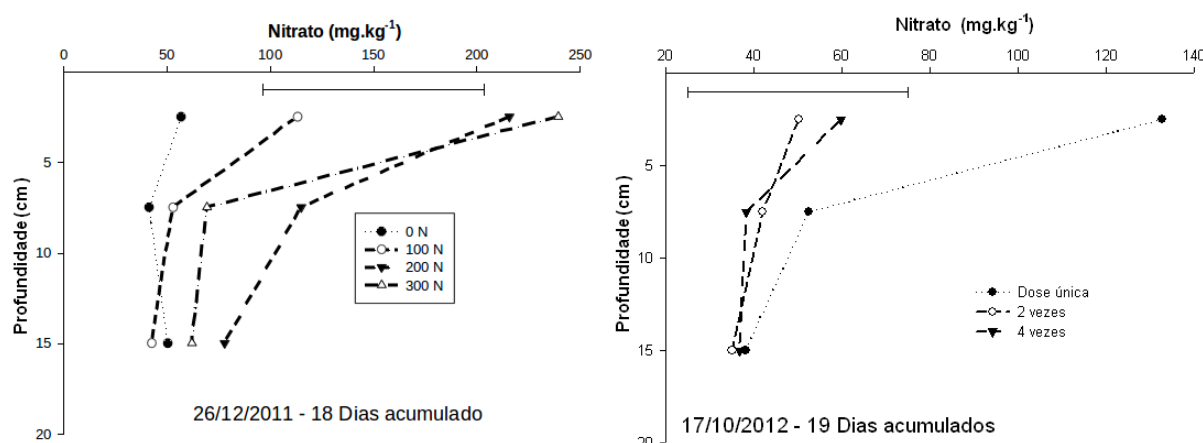 Nitrato (mg.kg-1)
0 50 100 150 200 250
5
10
15
20
Profundidade (cm)
0 N
100 N
200 N
300 N
26/12/2011 - 18 Dias acumulado
Nitrato (mg.kg-1)
20 40 60 80 100 120 140
5
10
15
20
Profundidade (cm)
Dose única
2 vezes
4 vezes
17/10/2012 - 19 Dias acumulados